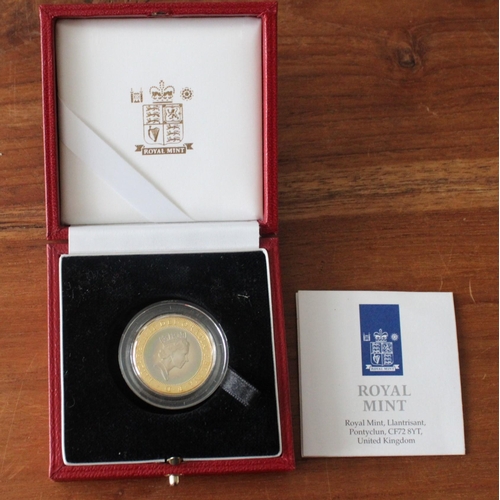 ROYAL MINT
ROYAL MINT
ROYAL
MINT
Royal Mint, Llantrisant,
Pontyclun, CF72 8YT,
United Kingdom